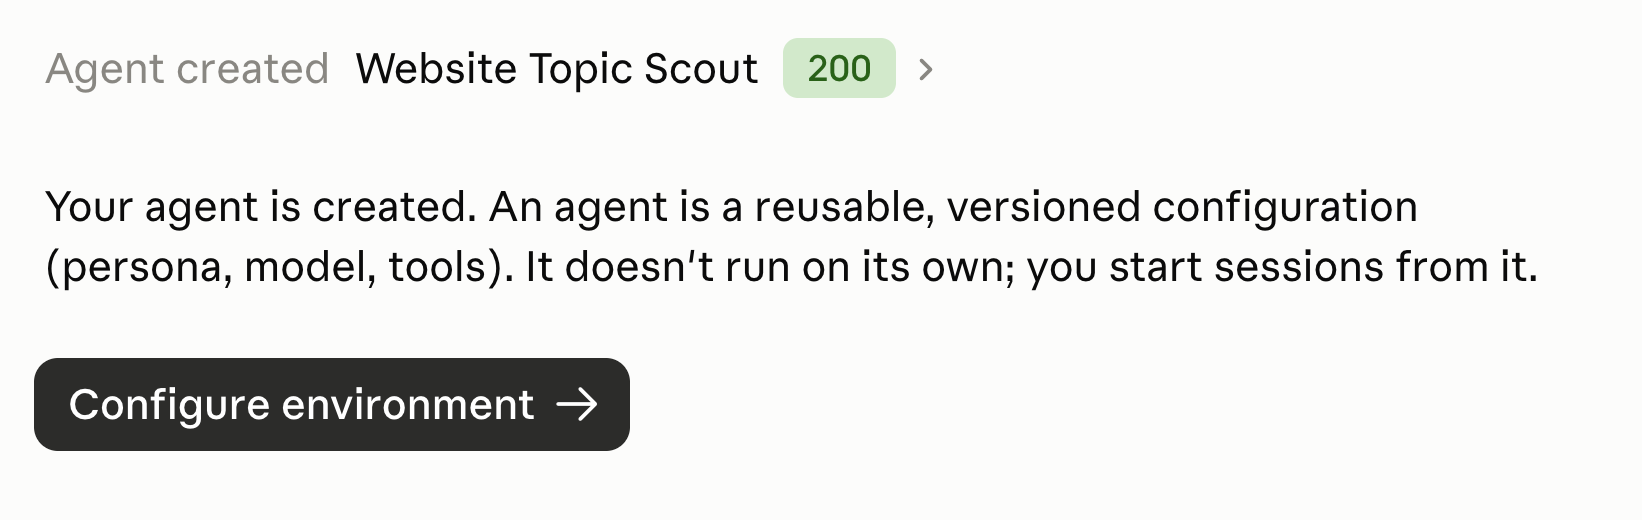 Agent created Website Topic Scout 200
Your agent is created. An agent is a reusable, versioned configuration
(persona, model, tools). It doesn't run on its own; you start sessions from it.
Configure environment →